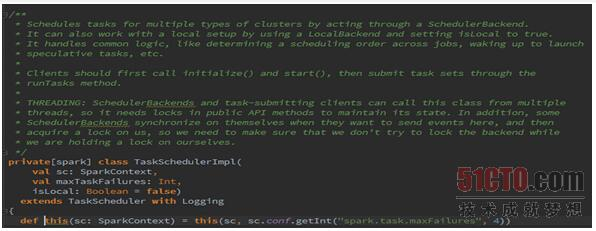 /**
 * Schedules tasks for multiple types of clusters by acting through a SchedulerBackend.
 * It can also work with a local setup by using a LocalBackend and setting isLocal to true.
 * It handles common logic, like determining a scheduling order across jobs, waking up to launch
 * speculative tasks, etc.
 *
 * Clients should first call initialize() and start(), then submit task sets through the
 * runTasks method.
 *
 * THREADING: SchedulerBackends and task-submitting clients can call this class from multiple
 * threads, so it needs locks in public API methods to maintain its state. In addition, some
 * SchedulerBackends synchronize on themselves when they want to send events here, and then
 * acquire a lock on us, so we need to make sure that we don't try to lock the backend while
 * we are holding a lock on ourselves.
 */
private[spark] class TaskSchedulerImpl(
    val sc: SparkContext,
    val maxTaskFailures: Int,
    isLocal: Boolean = false)
  extends TaskScheduler with Logging
{
  def this(sc: SparkContext) = this(sc, sc.conf.getInt("spark.task.maxFailures", 4))
51CTO.com
技术成就梦想